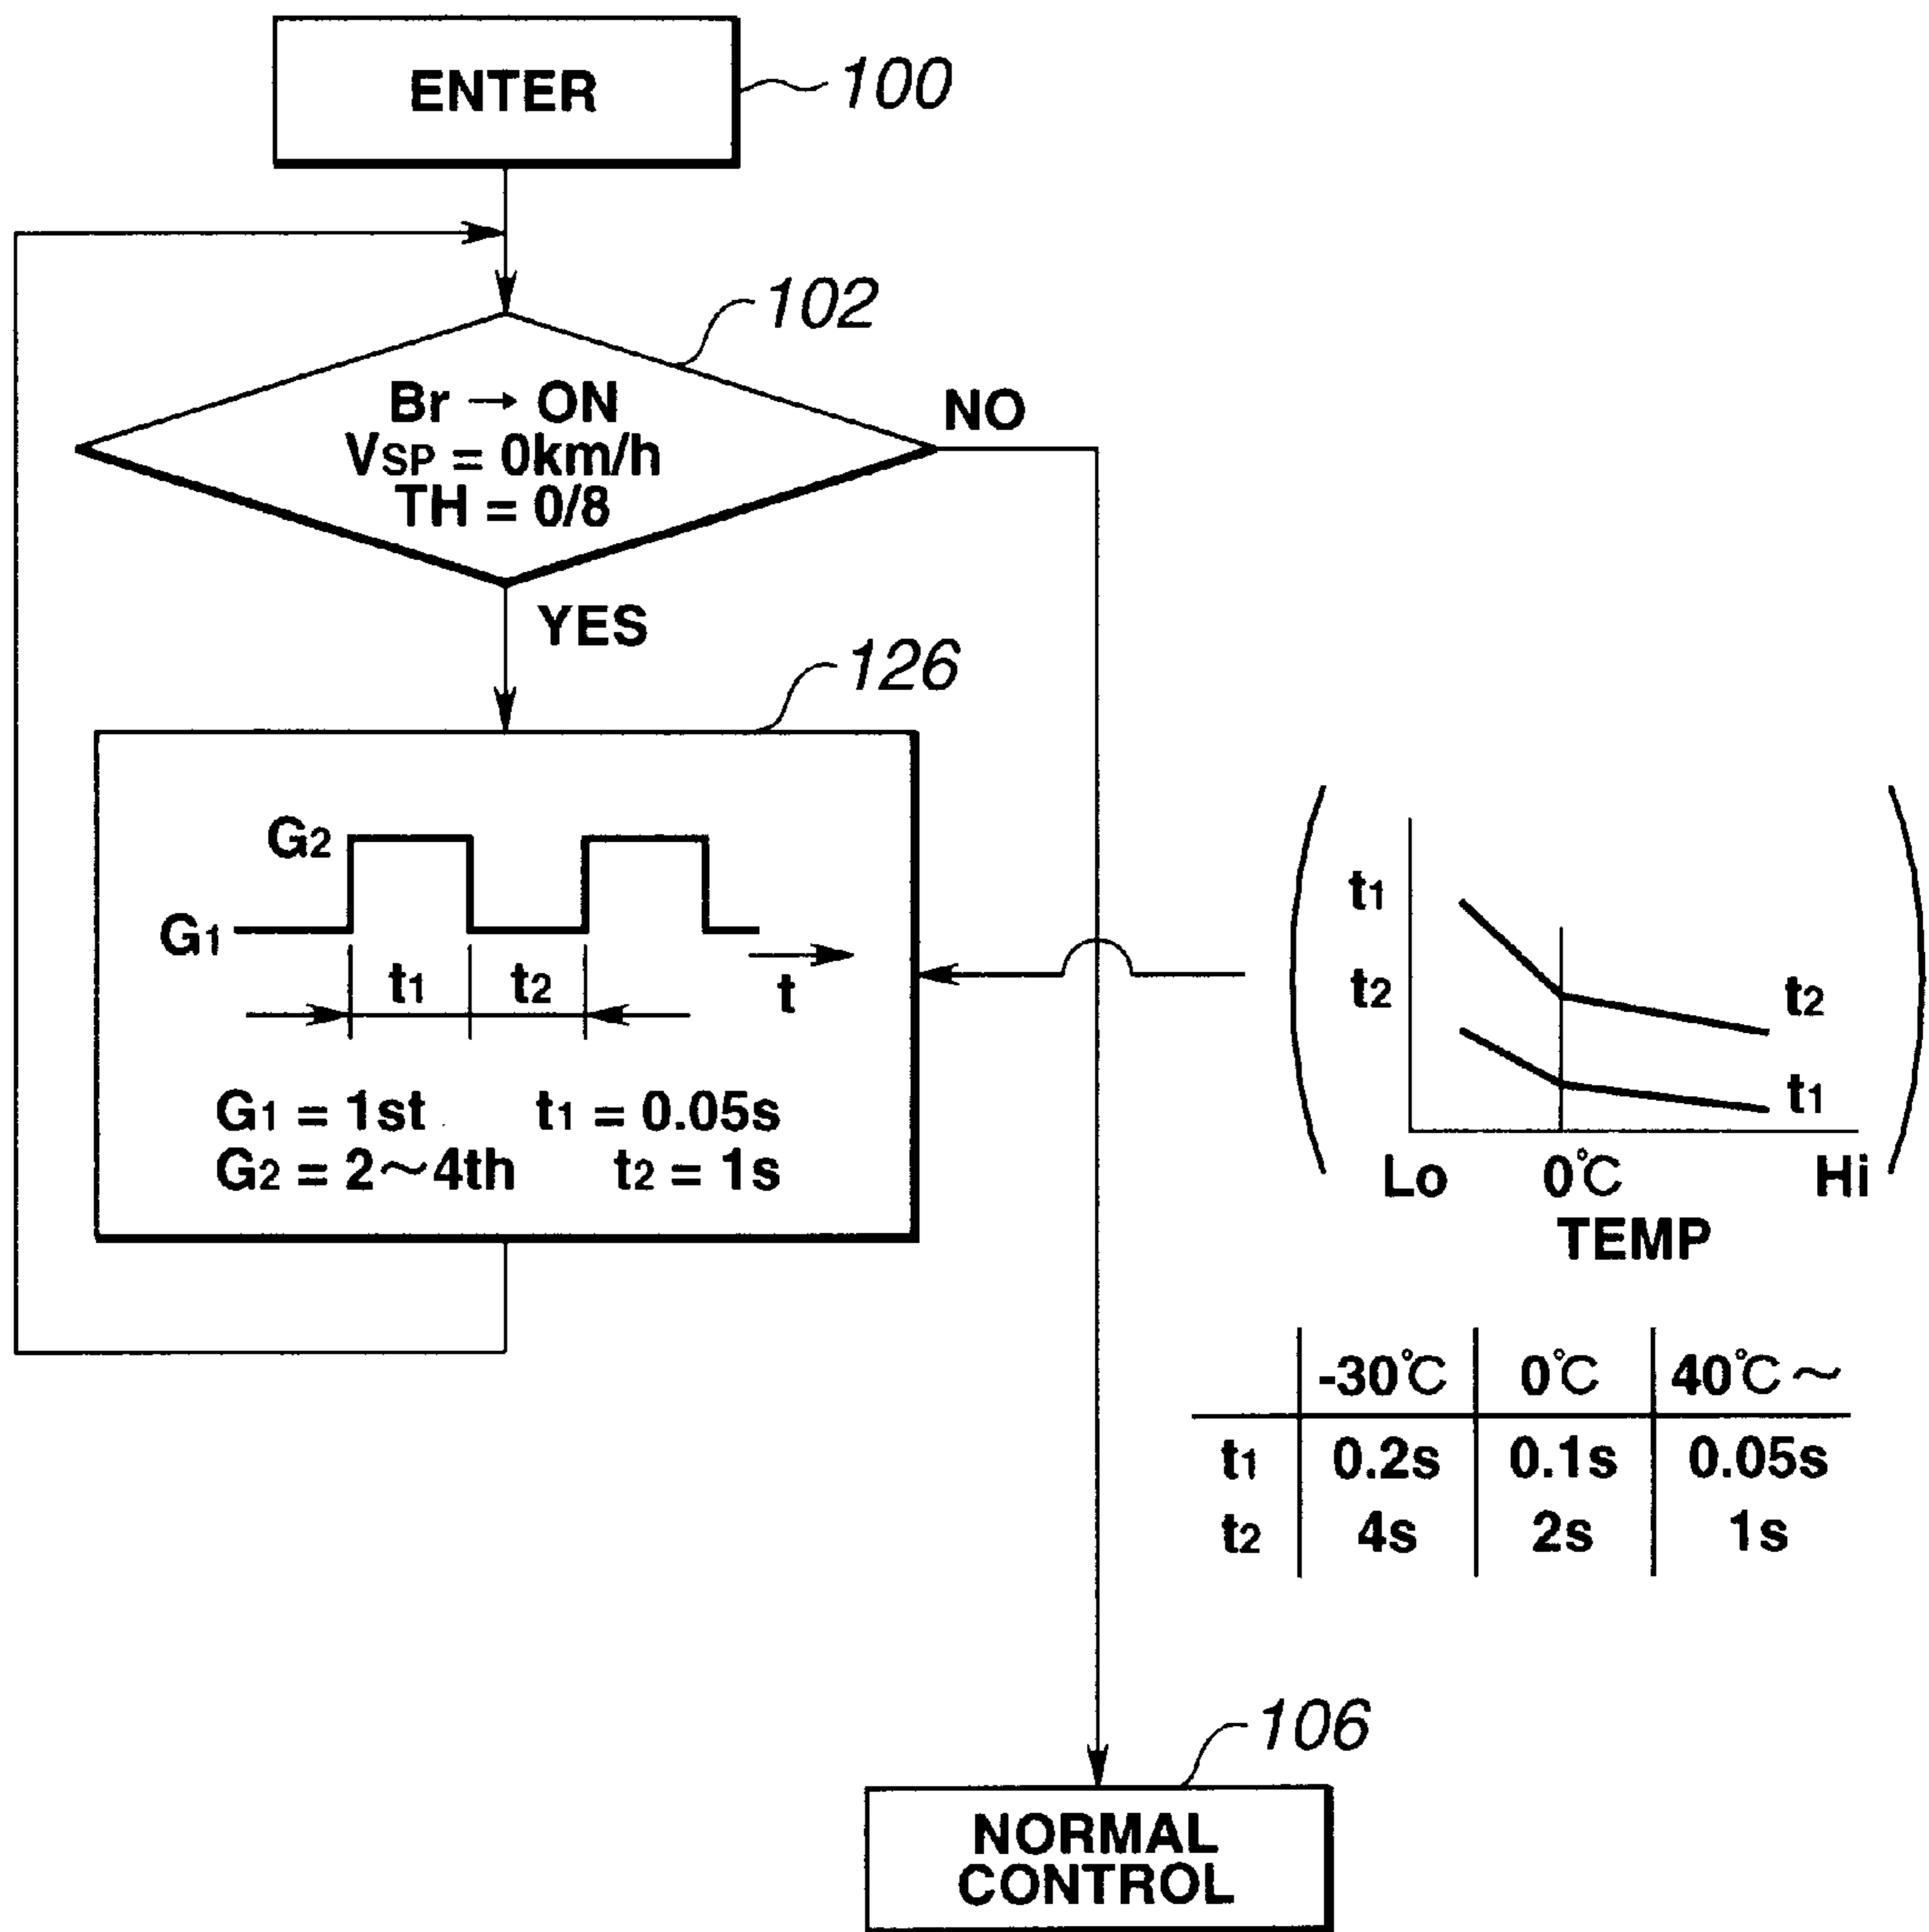 ENTER
100
102
Br → ON
VSP = 0km/h
TH = 0/8
NO
YES
126
G2
G1
t1 t2 t
G1 = 1st t1 = 0.05s
G2 = 2～4th t2 = 1s
t1
t2
t2
t1
Lo 0℃ Hi
TEMP
-30℃ 0℃ 40℃～
t1 0.2s 0.1s 0.05s
t2 4s 2s 1s
106
NORMAL
CONTROL